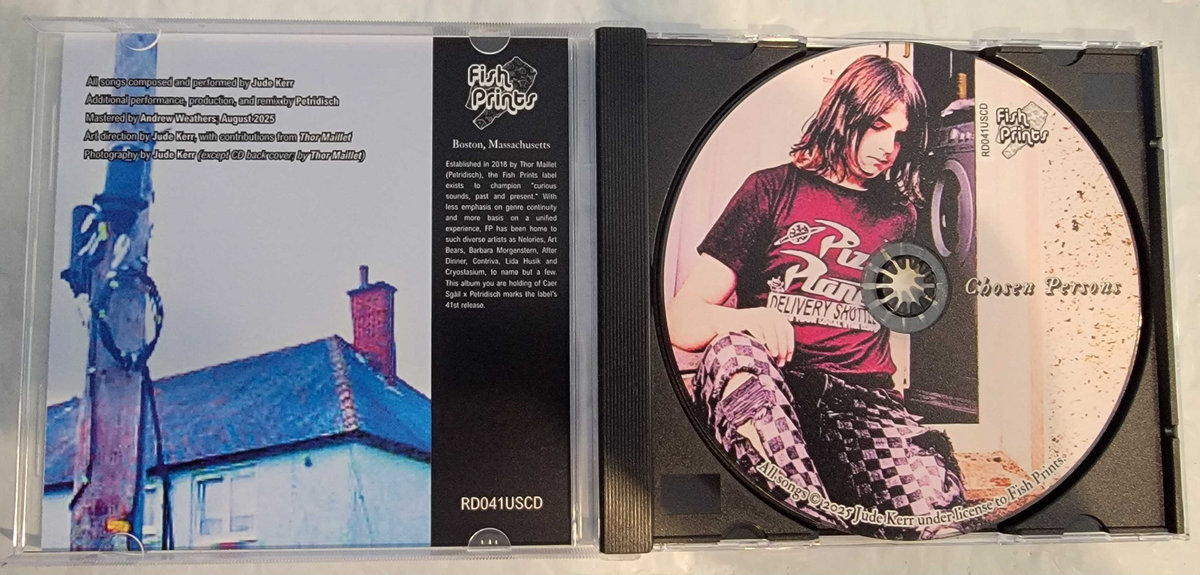 All songs composed and performed by Jude Kerr
Additional performance, production, and remix by Petridisch
Mastered by Andrew Weathers, August 2025
Art direction by Jude Kerr, with contributions from Thor Maillet
Photography by Jude Kerr (except CD back cover, by Thor Maillet)
Fish
Prints
Boston, Massachusetts
Established in 2018 by Thor Maillet
(Petridisch), the Fish Prints label
exists to champion "curious
sounds, past and present." With
less emphasis on genre continuity
and more basis on a unified
experience, FP has been home to
such diverse artists as Nelories, Art
Bears, Barbara Morgenstern, After
Dinner, Contriva, Lida Husik and
Cryostasium, to name but a few.
This album you are holding of Caer
Sgàil x Petridisch marks the label's
41st release.
RD041USCD
RD041USCD
Fish
Prints
DELIVERY
Chosen Persons
All songs © 2025 Jude Kerr under license to Fish Prints.